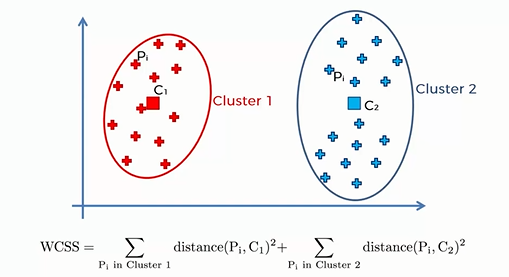 Pᵢ
C₁
Cluster 1
Pᵢ
C₂
Cluster 2
WCSS = ∑ distance(Pᵢ, C₁)² + ∑ distance(Pᵢ, C₂)²
Pᵢ in Cluster 1 Pᵢ in Cluster 2